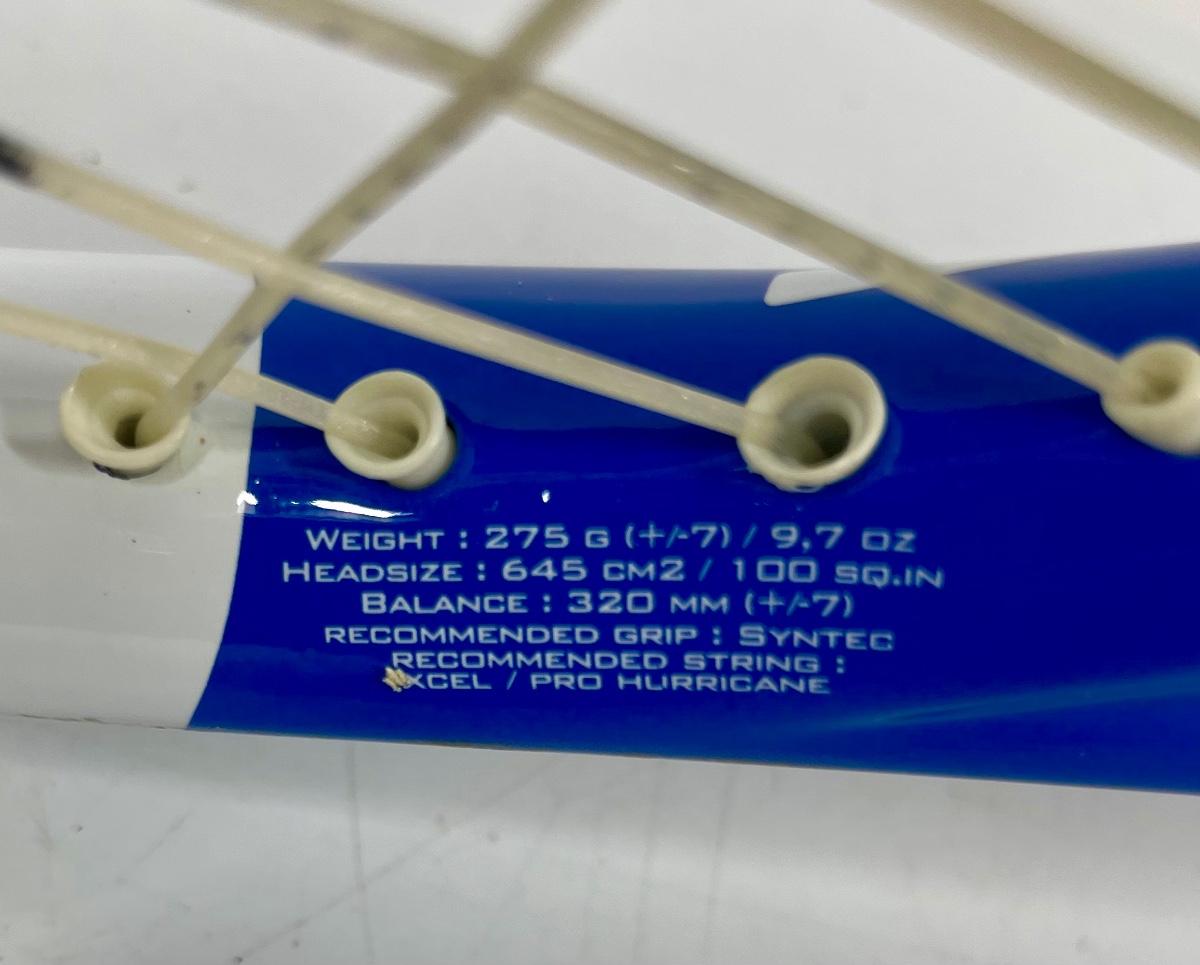 WEIGHT : 275 G (+/-7) / 9,7 OZ
HEADSIZE : 645 CM2 / 100 SQ.IN
BALANCE : 320 MM (+/-7)
RECOMMENDED GRIP : SYNTEC
RECOMMENDED STRING :
XCEL / PRO HURRICANE